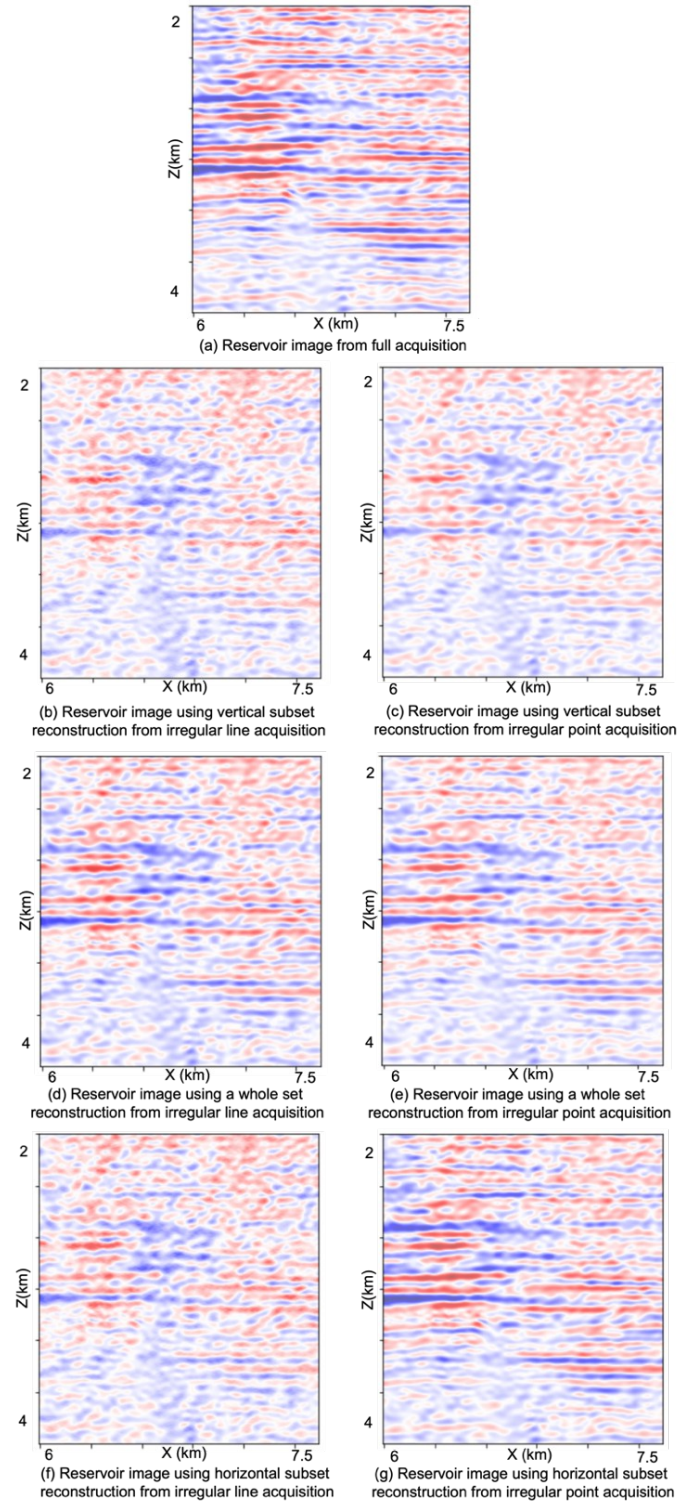 2
Z(km)
4
6
X (km)
7.5
(a) Reservoir image from full acquisition
2
Z(km)
4
6
X (km)
7.5
(b) Reservoir image using vertical subset
reconstruction from irregular line acquisition
2
Z(km)
4
6
X (km)
7.5
(c) Reservoir image using vertical subset
reconstruction from irregular point acquisition
2
Z(km)
4
6
X (km)
7.5
(d) Reservoir image using a whole set
reconstruction from irregular line acquisition
2
Z(km)
4
6
X (km)
7.5
(e) Reservoir image using a whole set
reconstruction from irregular point acquisition
2
Z(km)
4
6
X (km)
7.5
(f) Reservoir image using horizontal subset
reconstruction from irregular line acquisition
2
Z(km)
4
6
X (km)
7.5
(g) Reservoir image using horizontal subset
reconstruction from irregular point acquisition